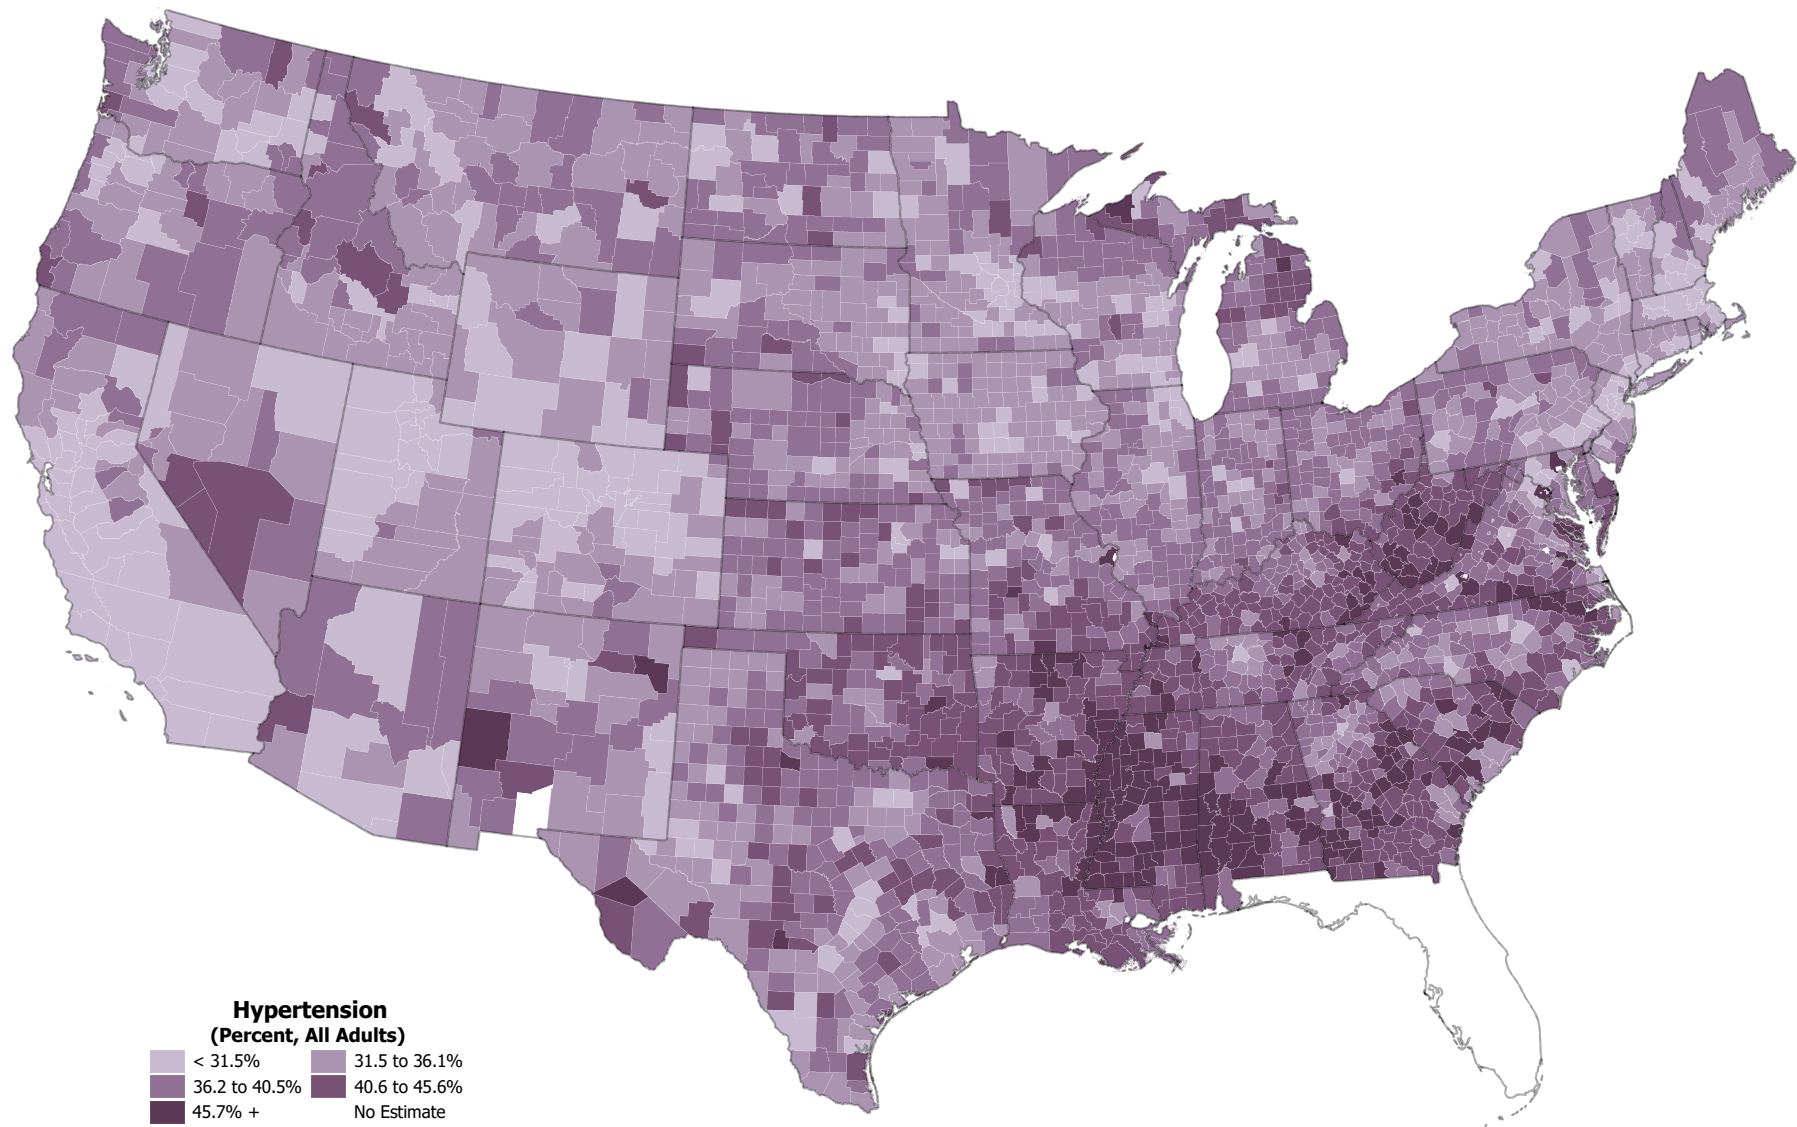 Hypertension
(Percent, All Adults)
< 31.5% 31.5 to 36.1%
36.2 to 40.5% 40.6 to 45.6%
45.7% + No Estimate